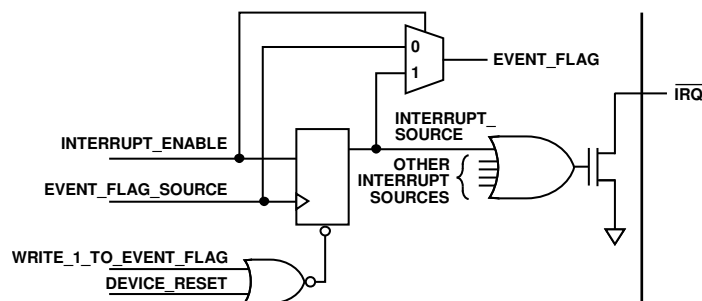 0
1
EVENT_FLAG
IRQ
INTERRUPT_
SOURCE
INTERRUPT_ENABLE
OTHER
INTERRUPT
SOURCES
EVENT_FLAG_SOURCE
WRITE_1_TO_EVENT_FLAG
DEVICE_RESET